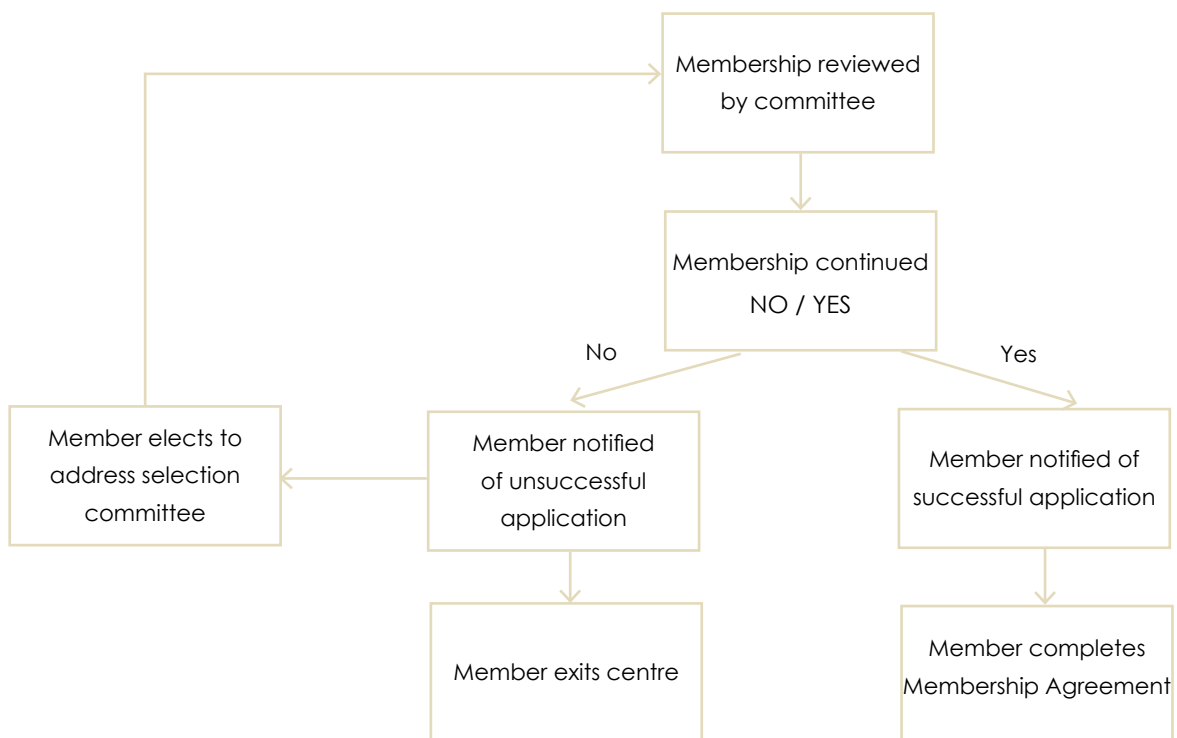 Membership reviewed
by committee
Membership continued
NO / YES
No
Yes
Member elects to
address selection
committee
Member notified
of unsuccessful
application
Member notified of
successful application
Member exits centre
Member completes
Membership Agreement